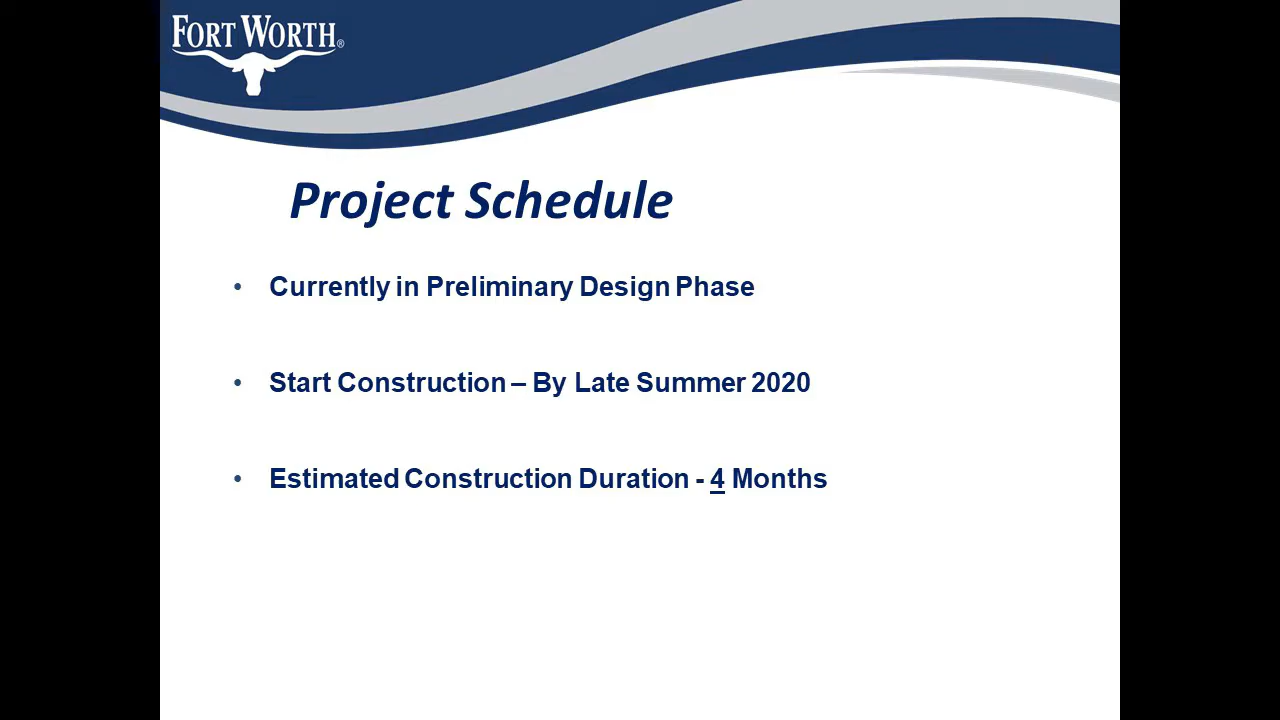 FORT WORTH®
Project Schedule
• Currently in Preliminary Design Phase
• Start Construction – By Late Summer 2020
• Estimated Construction Duration - 4 Months